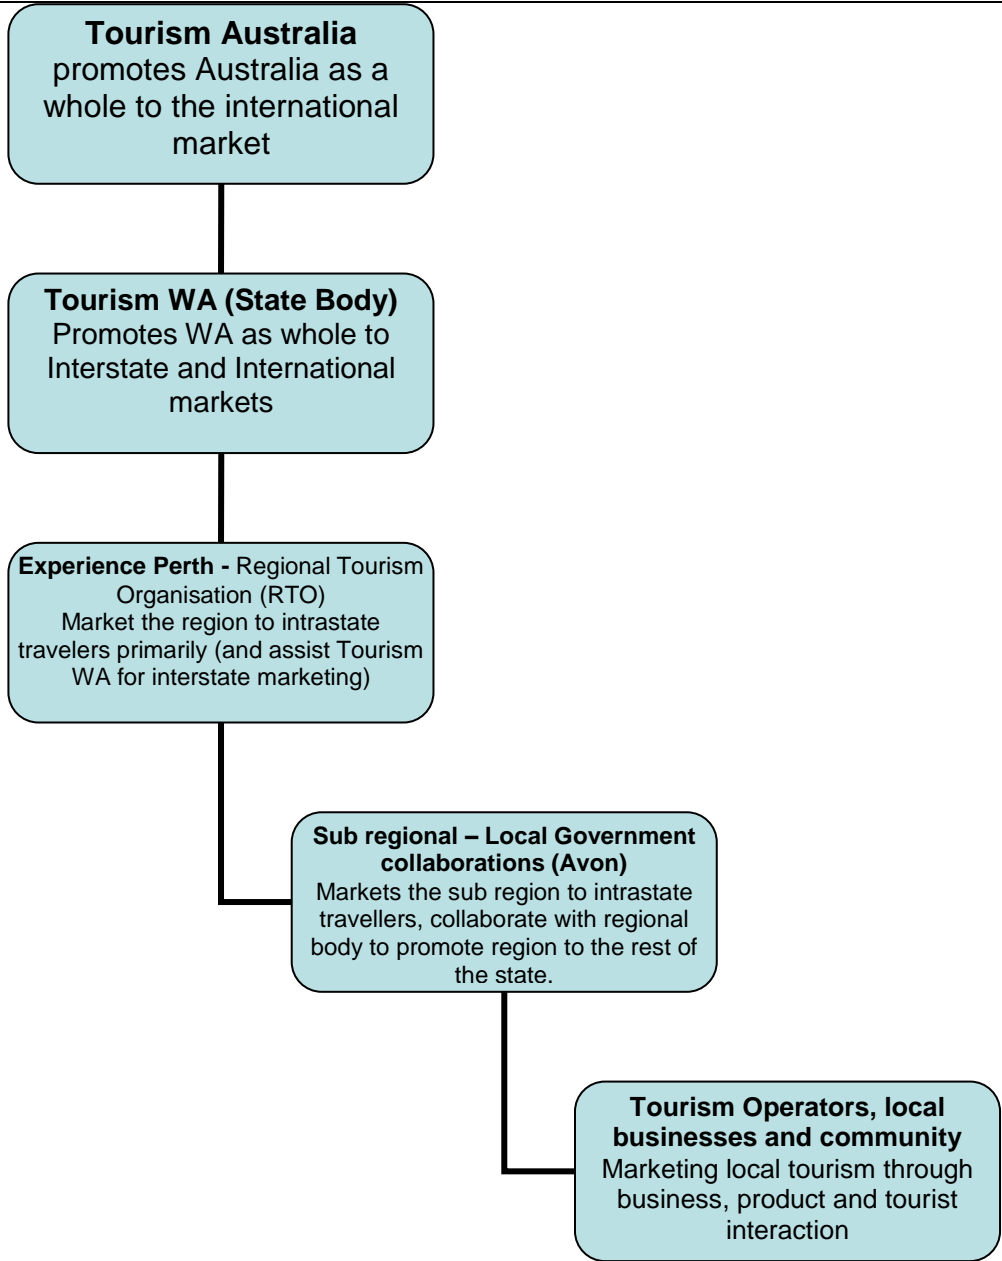 Tourism Australia
promotes Australia as a
whole to the international
market
Tourism WA (State Body)
Promotes WA as whole to
Interstate and International
markets
Experience Perth - Regional Tourism
Organisation (RTO)
Market the region to intrastate
travelers primarily (and assist Tourism
WA for interstate marketing)
Sub regional – Local Government
collaborations (Avon)
Markets the sub region to intrastate
travellers, collaborate with regional
body to promote region to the rest of
the state.
Tourism Operators, local
businesses and community
Marketing local tourism through
business, product and tourist
interaction